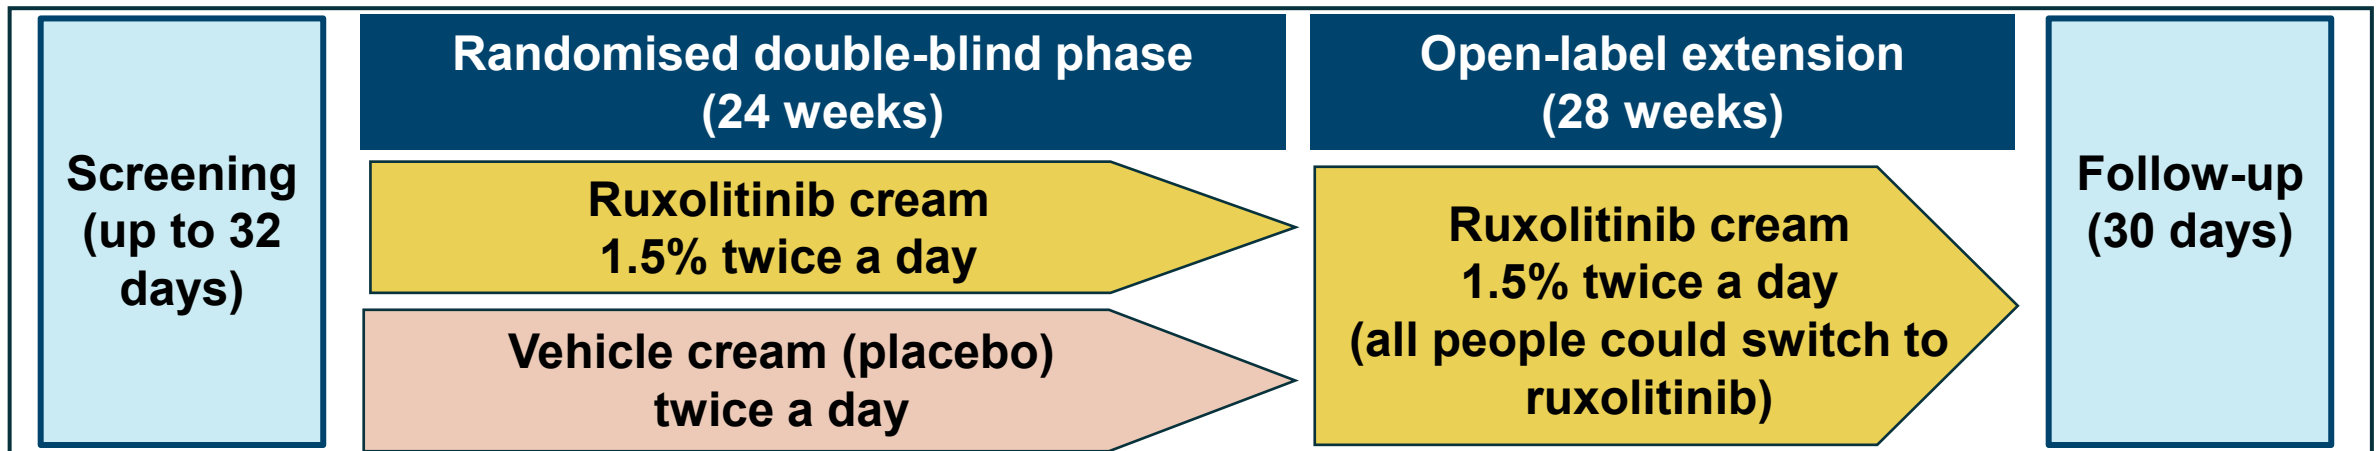 Screening
(up to 32
days)
Randomised double-blind phase
(24 weeks)
Ruxolitinib cream
1.5% twice a day
Vehicle cream (placebo)
twice a day
Open-label extension
(28 weeks)
Ruxolitinib cream
1.5% twice a day
(all people could switch to
ruxolitinib)
Follow-up
(30 days)